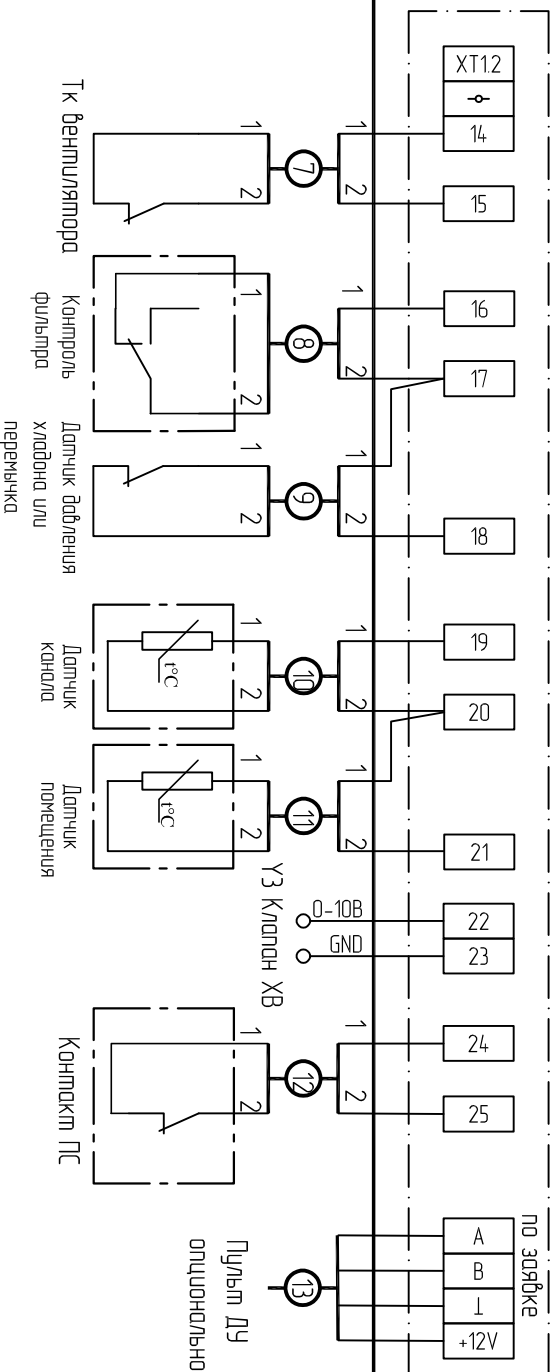 XT1.2
14
15
16
17
18
19
20
21
22
23
24
25
по заявке
A
B
⊥
+12V
1
2
7
1
2
Тк вентилятора
1
2
8
1
2
Контроль
фильтра
1
2
9
1
2
Датчик давления
хладона или
перемычка
1
2
10
1
2
t°C
Датчик
канала
1
2
11
1
2
t°C
Датчик
помещения
0-10В
GND
Y3 Клапан ХВ
1
2
12
1
2
Контакт ПС
13
Пульт ДУ
опционально